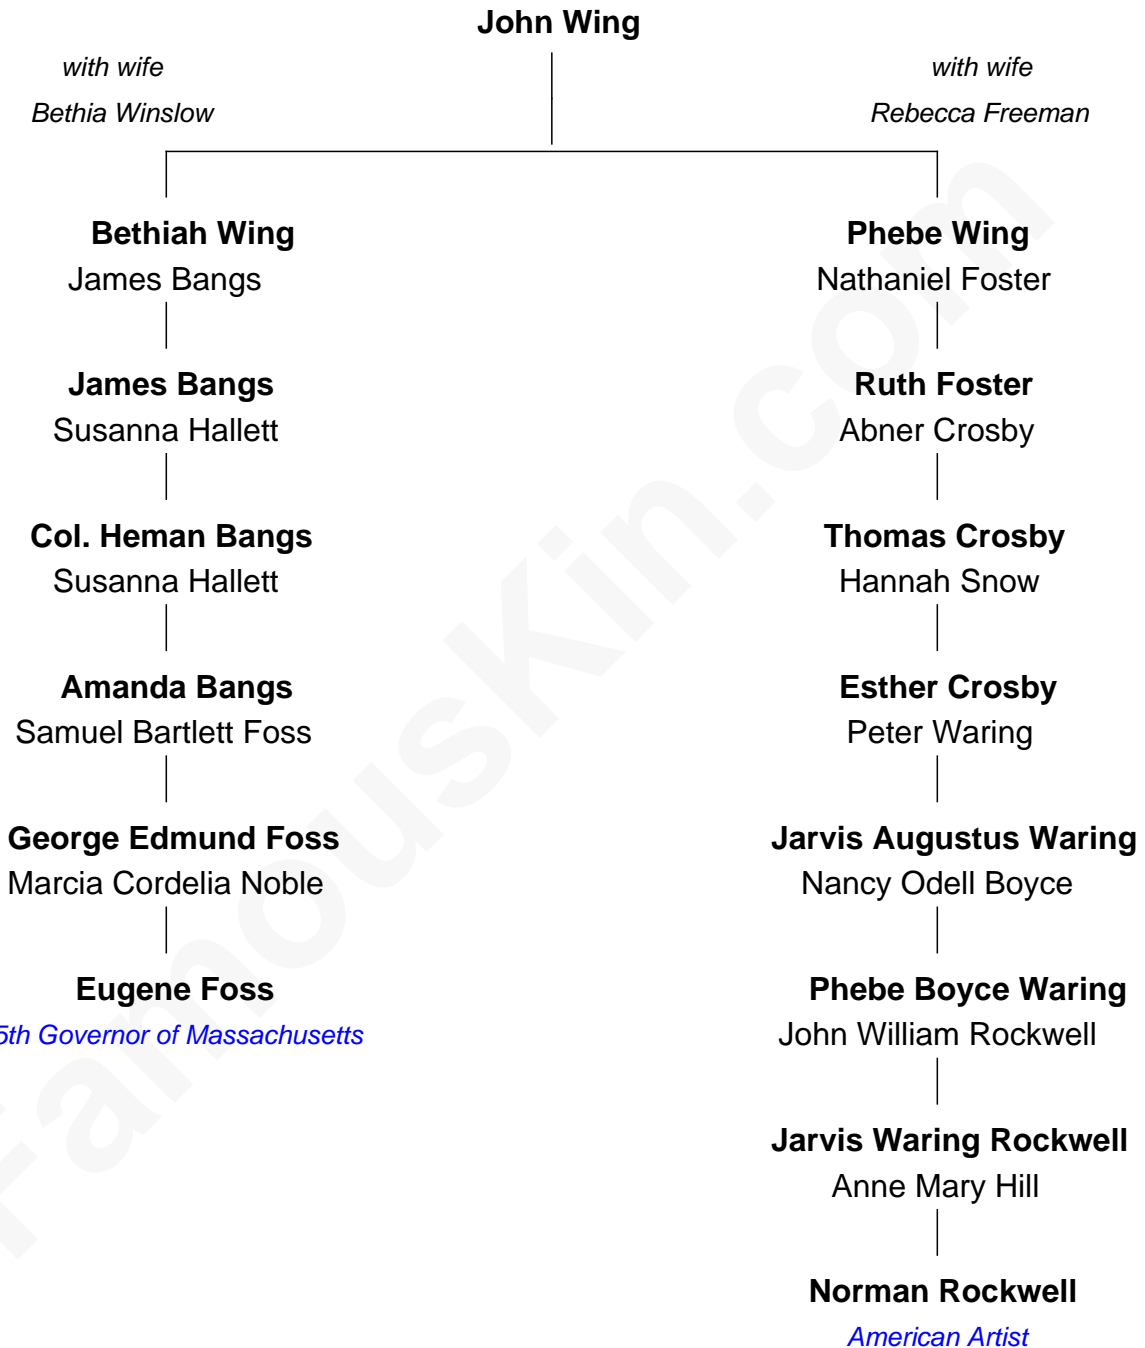 John Wing
with wife
Bethia Winslow
with wife
Rebecca Freeman
Bethiah Wing
James Bangs
James Bangs
Susanna Hallett
Col. Heman Bangs
Susanna Hallett
Amanda Bangs
Samuel Bartlett Foss
George Edmund Foss
Marcia Cordelia Noble
Eugene Foss
5th Governor of Massachusetts
Phebe Wing
Nathaniel Foster
Ruth Foster
Abner Crosby
Thomas Crosby
Hannah Snow
Esther Crosby
Peter Waring
Jarvis Augustus Waring
Nancy Odell Boyce
Phebe Boyce Waring
John William Rockwell
Jarvis Waring Rockwell
Anne Mary Hill
Norman Rockwell
American Artist
FamousKin.com